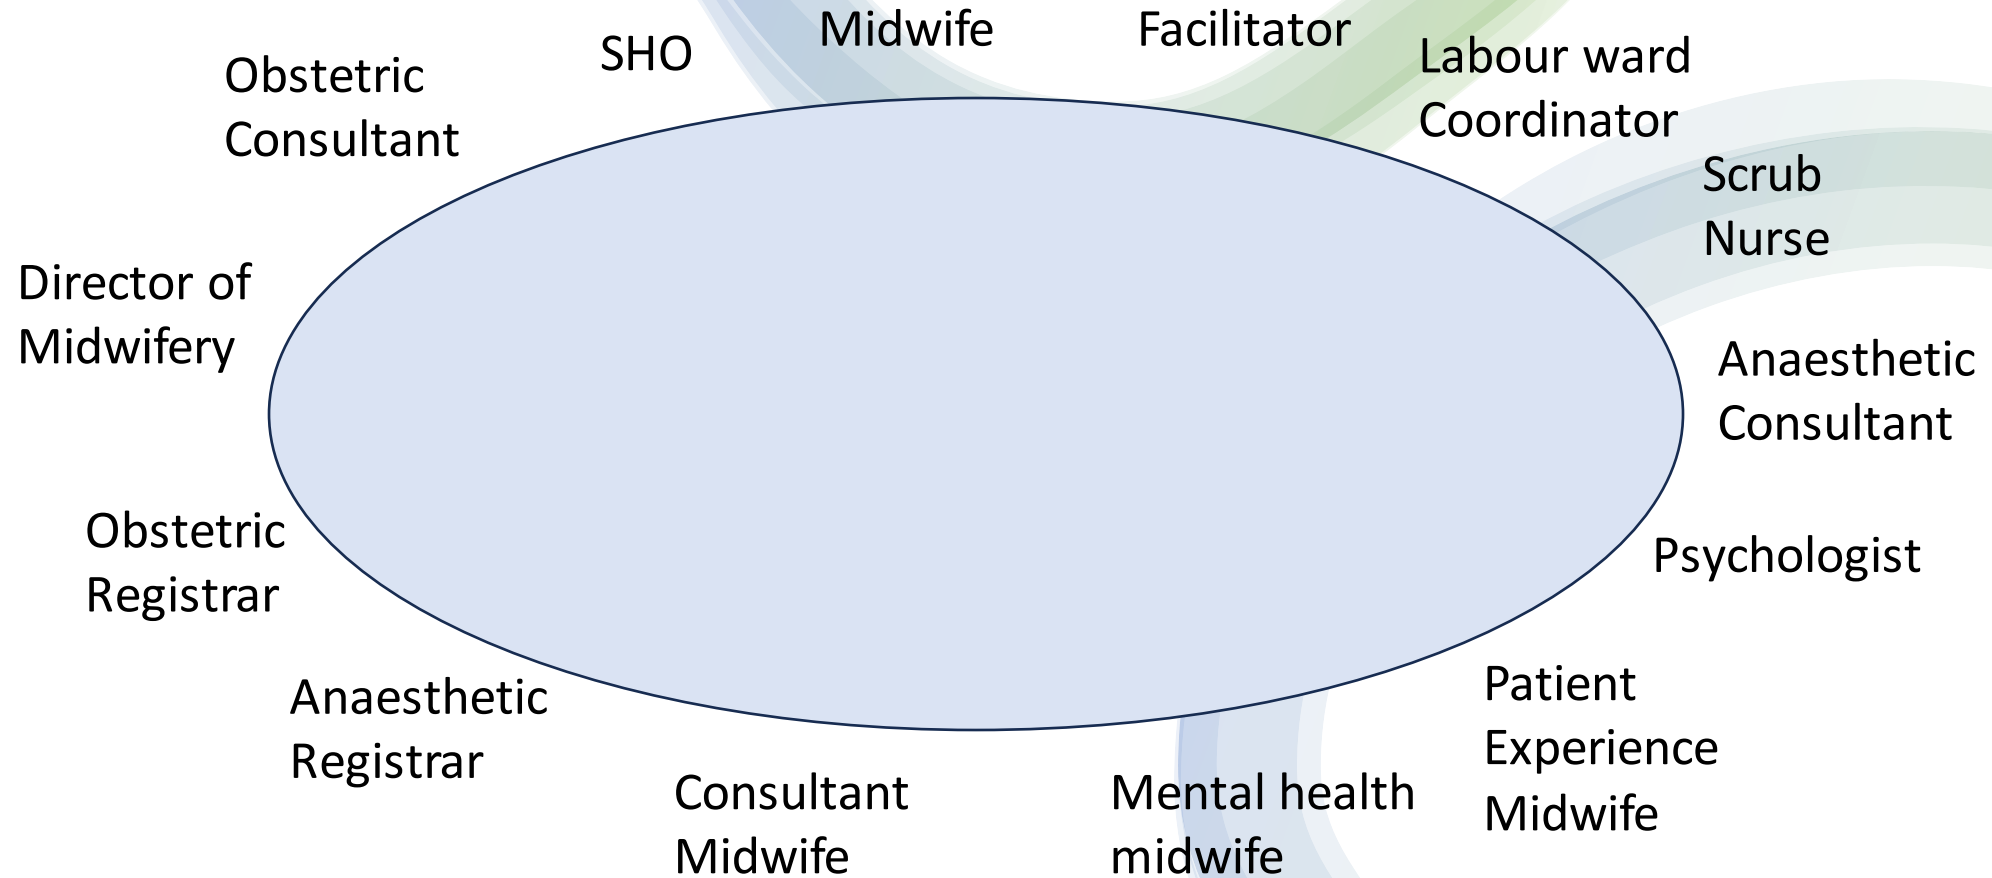 Midwife
Facilitator
SHO
Labour ward
Coordinator
Obstetric
Consultant
Scrub
Nurse
Director of
Midwifery
Anaesthetic
Consultant
Obstetric
Registrar
Psychologist
Anaesthetic
Registrar
Patient
Experience
Midwife
Consultant
Midwife
Mental health
midwife